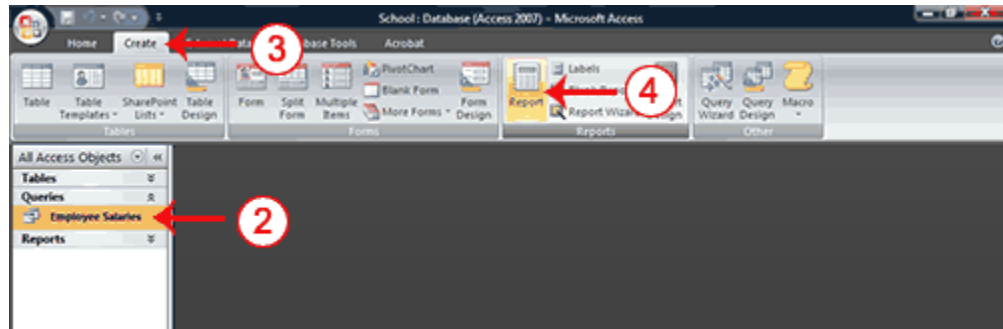 School : Database (Access 2007) - Microsoft Access
Home Create Tools Acrobat
3
Table Table Templates SharePoint Lists Table Design
Tables
Form Split Form Multiple Items PivotChart Blank Form More Forms Form Design
Forms
Report Labels Report
4
Reports
Query Wizard Query Design Macro
Other
All Access Objects
Tables
Queries
Employee Salaries
2
Reports